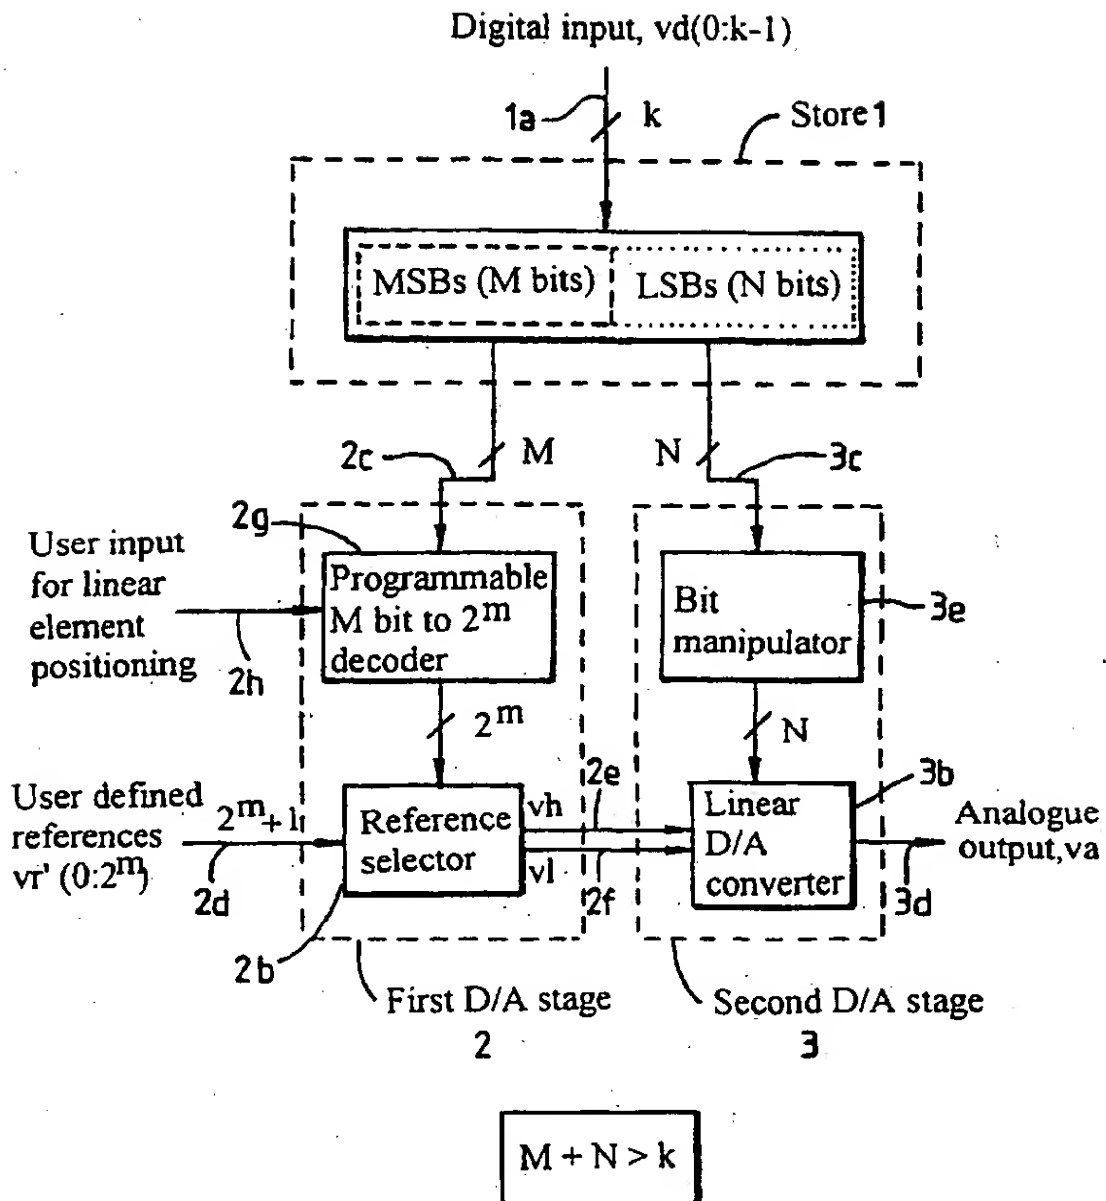 Digital input, vd(0:k-1)
1a
k
Store 1
MSBs (M bits)
LSBs (N bits)
2c
M
N
3c
2g
User input
for linear
element
positioning
2h
Programmable
M bit to 2^m
decoder
Bit
manipulator
3e
2^m
N
User defined
references
vr' (0:2^m)
2^m+1
2d
Reference
selector
vh
vl
2e
2f
Linear
D/A
converter
3b
Analogue
output,va
3d
2b
First D/A stage
2
Second D/A stage
3
M + N > k